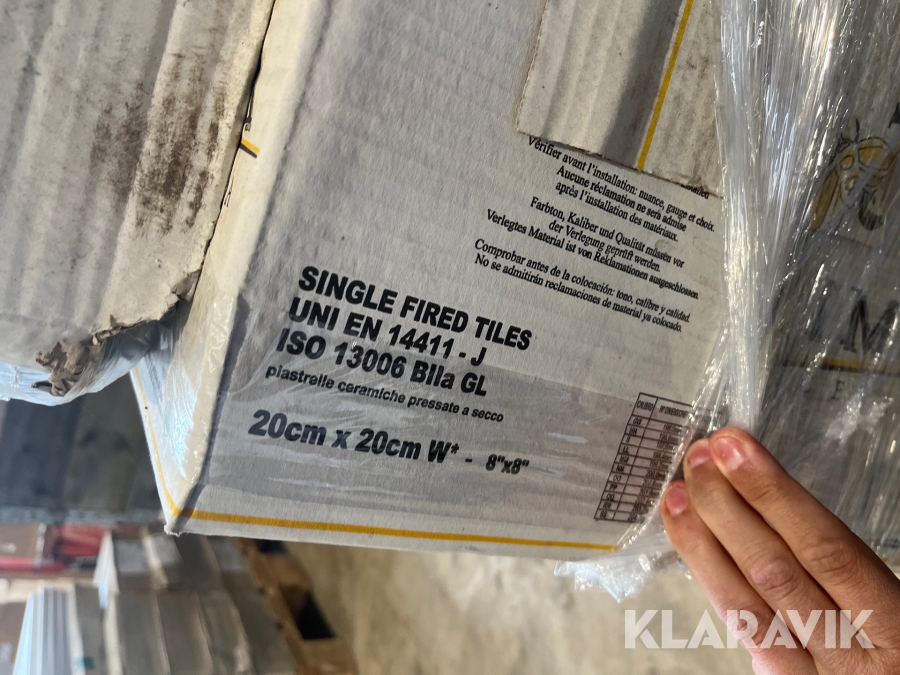 Vérifier avant l'installation: nuance, gauge et choix.
Aucune réclamation ne sera admise
après l'installation des matériaux.
Farbton, Kaliber und Qualität müssen vor
der Verlegung geprüft werden.
Verlegtes Material ist von Reklamationen ausgeschlossen.
Comprobar antes de la colocación: tono, calibre y calidad.
No se admitirán reclamaciones de material ya colocado.
SINGLE FIRED TILES
UNI EN 14411 - J
ISO 13006 BIIa GL
piastrelle ceramiche pressate a secco
20cm x 20cm W* - 8"x8"
CALIBRO
KLARAVIK